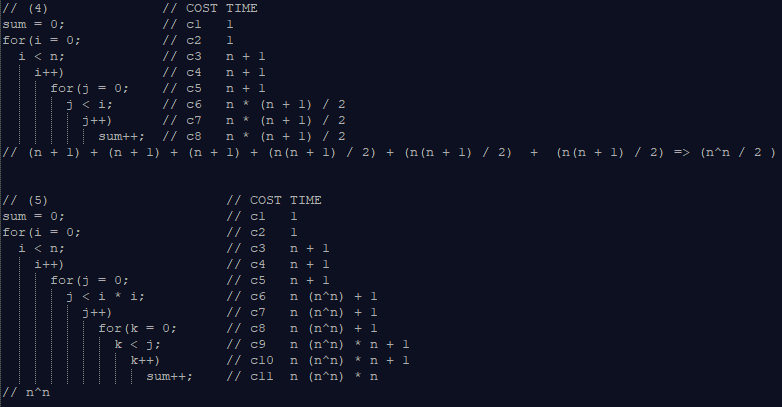 // (4)              // COST TIME
sum = 0;            // c1   1
for(i = 0;          // c2   1
  i < n;            // c3   n + 1
    i++)            // c4   n + 1
      for(j = 0;    // c5   n + 1
        j < i;      // c6   n * (n + 1) / 2
          j++)      // c7   n * (n + 1) / 2
            sum++;  // c8   n * (n + 1) / 2
// (n + 1) + (n + 1) + (n + 1) + (n(n + 1) / 2) + (n(n + 1) / 2)  +  (n(n + 1) / 2) => (n^n / 2 )
// (5)                      // COST TIME
sum = 0;                    // c1   1
for(i = 0;                  // c2   1
  i < n;                    // c3   n + 1
    i++)                    // c4   n + 1
      for(j = 0;            // c5   n + 1
        j < i * i;          // c6   n (n^n) + 1
          j++)              // c7   n (n^n) + 1
            for(k = 0;      // c8   n (n^n) + 1
              k < j;        // c9   n (n^n) * n + 1
                k++)        // c10  n (n^n) * n + 1
                  sum++;    // c11  n (n^n) * n
// n^n